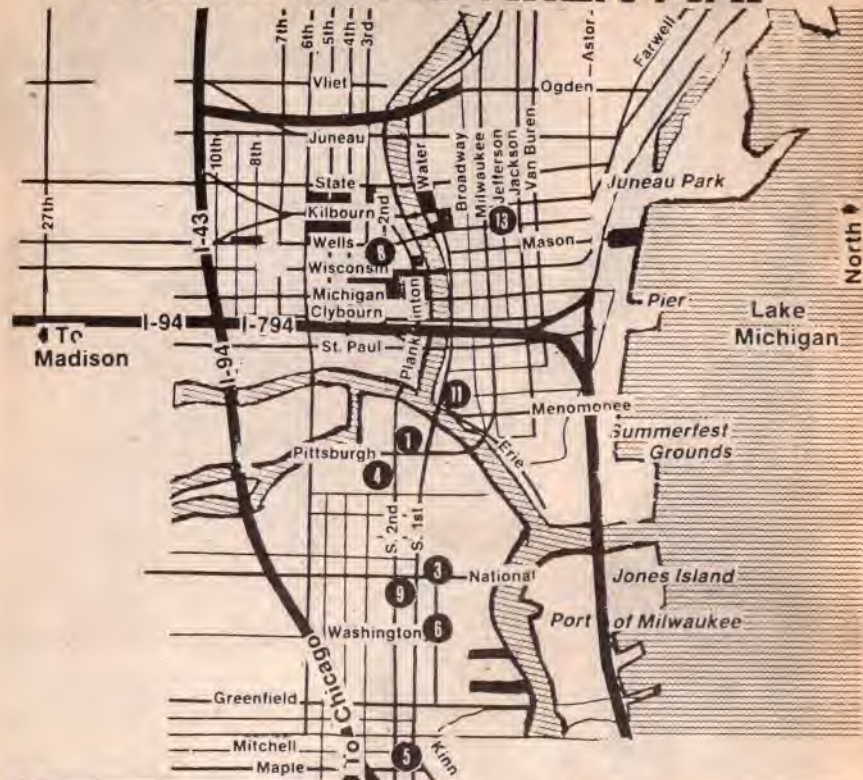 7th
6th
5th
4th
3rd
Astor
Farwell
Vliet
Ogden
Juneau
10th
8th
Water
Broadway
Milwaukee
Jefferson
Jackson
Van Buren
State
Juneau Park
27th
I-43
Kilbourn
2nd
13
North
Wells
8
Mason
Wisconsin
Michigan
Pier
Clybourn
Plankinton
Lake
Michigan
I-94
I-794
To
Madison
St. Paul
I-94
11
Menomonee
Summerfest
Grounds
1
Pittsburgh
Erie
4
S. 2nd
S. 1st
3
National
Jones Island
9
Washington
6
Port of Milwaukee
To Chicago
Greenfield
Mitchell
5
Kinn
Maple